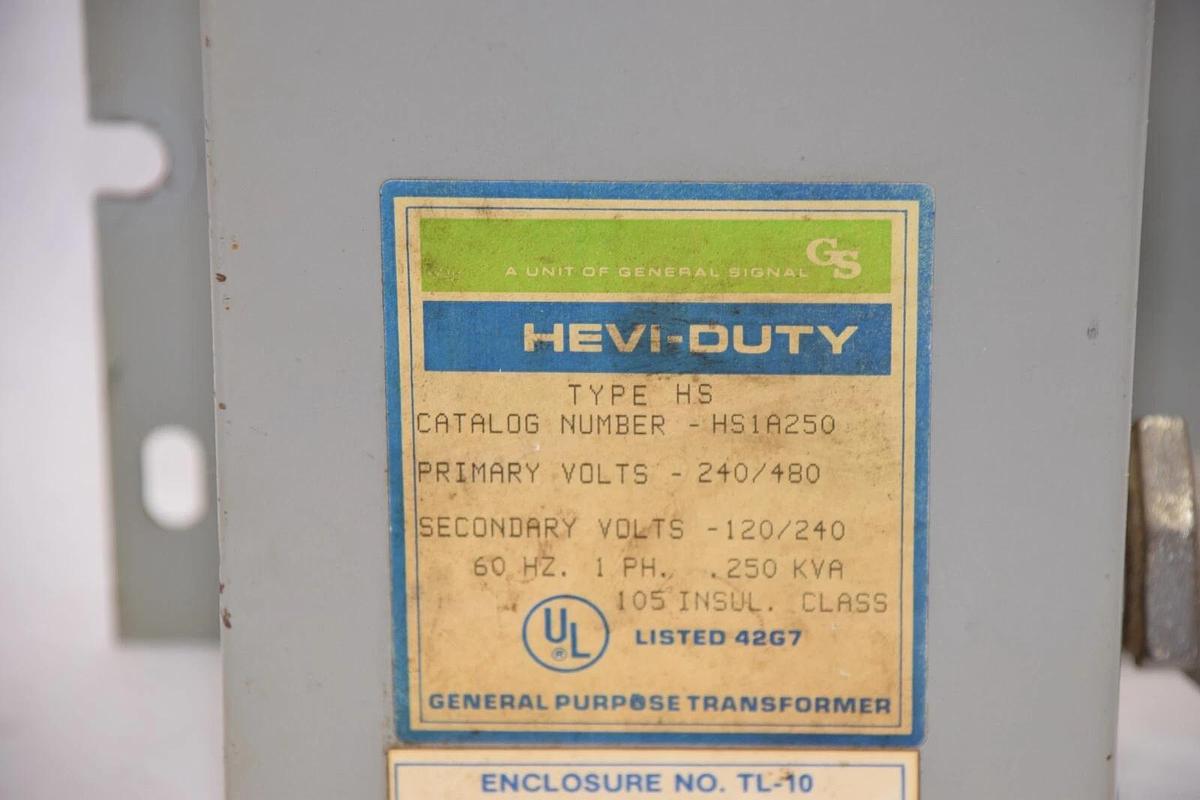 A UNIT OF GENERAL SIGNAL GS
HEVI-DUTY
TYPE HS
CATALOG NUMBER - HS1A250
PRIMARY VOLTS - 240/480
SECONDARY VOLTS -120/240
60 HZ. 1 PH. .250 KVA
105 INSUL. CLASS
UL ® LISTED 42G7
GENERAL PURPOSE TRANSFORMER
ENCLOSURE NO. TL-10